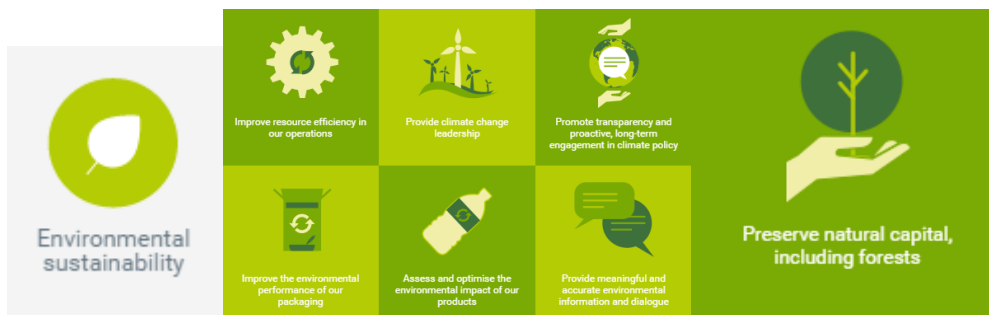 Environmental
sustainability
Improve resource efficiency in
our operations
Provide climate change
leadership
Promote transparency and
proactive, long-term
engagement in climate policy
Improve the environmental
performance of our
packaging
Assess and optimise the
environmental impact of our
products
Provide meaningful and
accurate environmental
information and dialogue
Preserve natural capital,
including forests